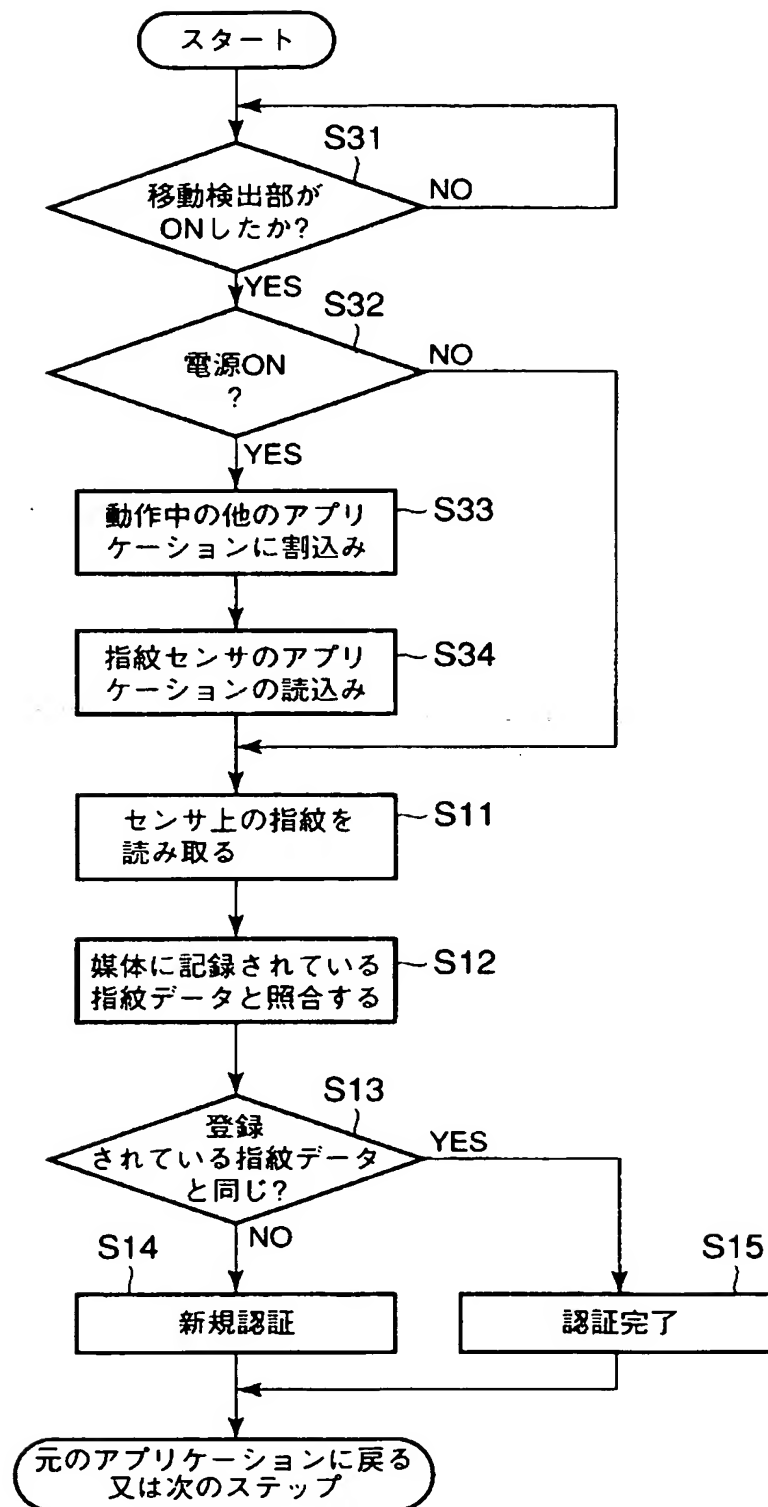 スタート
S31
移動検出部が
ONしたか?
NO
YES
S32
電源ON
?
NO
YES
動作中の他のアプリ
ケーションに割込み
S33
指紋センサのアプリ
ケーションの読込み
S34
センサ上の指紋を
読み取る
S11
媒体に記録されている
指紋データと照合する
S12
S13
登録
されている指紋データ
と同じ?
YES
NO
S14
新規認証
S15
認証完了
元のアプリケーションに戻る
又は次のステップ